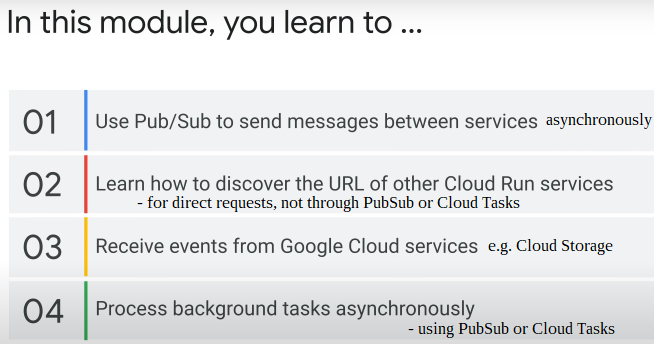 In this module, you learn to ...
01 Use Pub/Sub to send messages between services asynchronously
02 Learn how to discover the URL of other Cloud Run services
- for direct requests, not through PubSub or Cloud Tasks
03 Receive events from Google Cloud services e.g. Cloud Storage
04 Process background tasks asynchronously
- using PubSub or Cloud Tasks